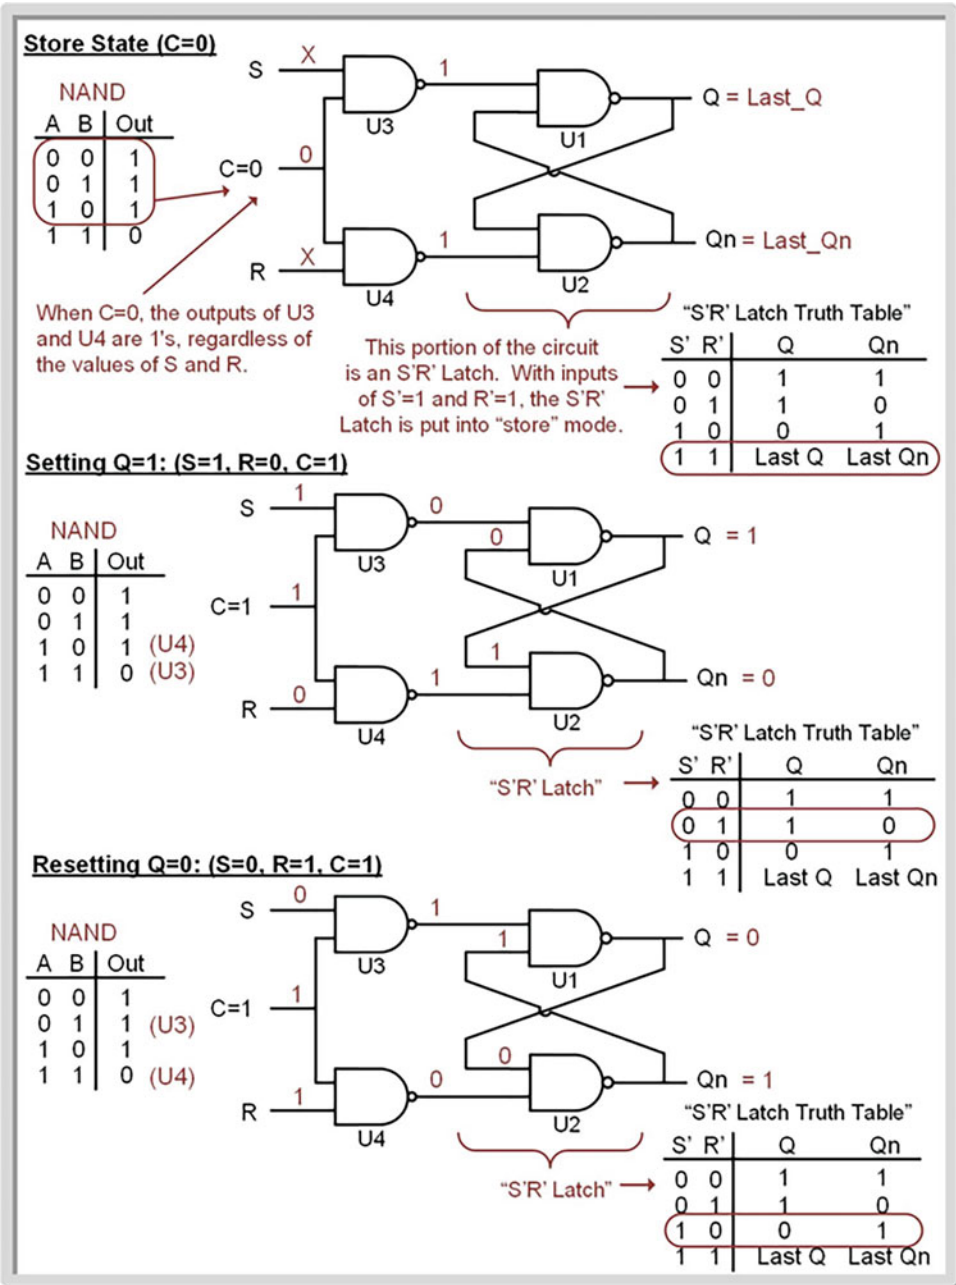 Store State (C=0)
NAND
A B Out
0 0 1
0 1 1
1 0 1
1 1 0
S X
C=0 0
R X
U3
U4
1
1
U1
U2
Q = Last_Q
Qn = Last_Qn
When C=0, the outputs of U3
and U4 are 1's, regardless of
the values of S and R.
This portion of the circuit
is an S'R' Latch. With inputs
of S'=1 and R'=1, the S'R'
Latch is put into "store" mode.
"S'R' Latch Truth Table"
S' R' Q Qn
0 0 1 1
0 1 1 0
1 0 0 1
1 1 Last Q Last Qn
Setting Q=1: (S=1, R=0, C=1)
NAND
A B Out
0 0 1
0 1 1
1 0 1 (U4)
1 1 0 (U3)
S 1
C=1 1
R 0
U3
U4
0
1
0
1
U1
U2
Q = 1
Qn = 0
"S'R' Latch"
"S'R' Latch Truth Table"
S' R' Q Qn
0 0 1 1
0 1 1 0
1 0 0 1
1 1 Last Q Last Qn
Resetting Q=0: (S=0, R=1, C=1)
NAND
A B Out
0 0 1
0 1 1 (U3)
1 0 1
1 1 0 (U4)
S 0
C=1 1
R 1
U3
U4
1
0
1
0
U1
U2
Q = 0
Qn = 1
"S'R' Latch"
"S'R' Latch Truth Table"
S' R' Q Qn
0 0 1 1
0 1 1 0
1 0 0 1
1 1 Last Q Last Qn